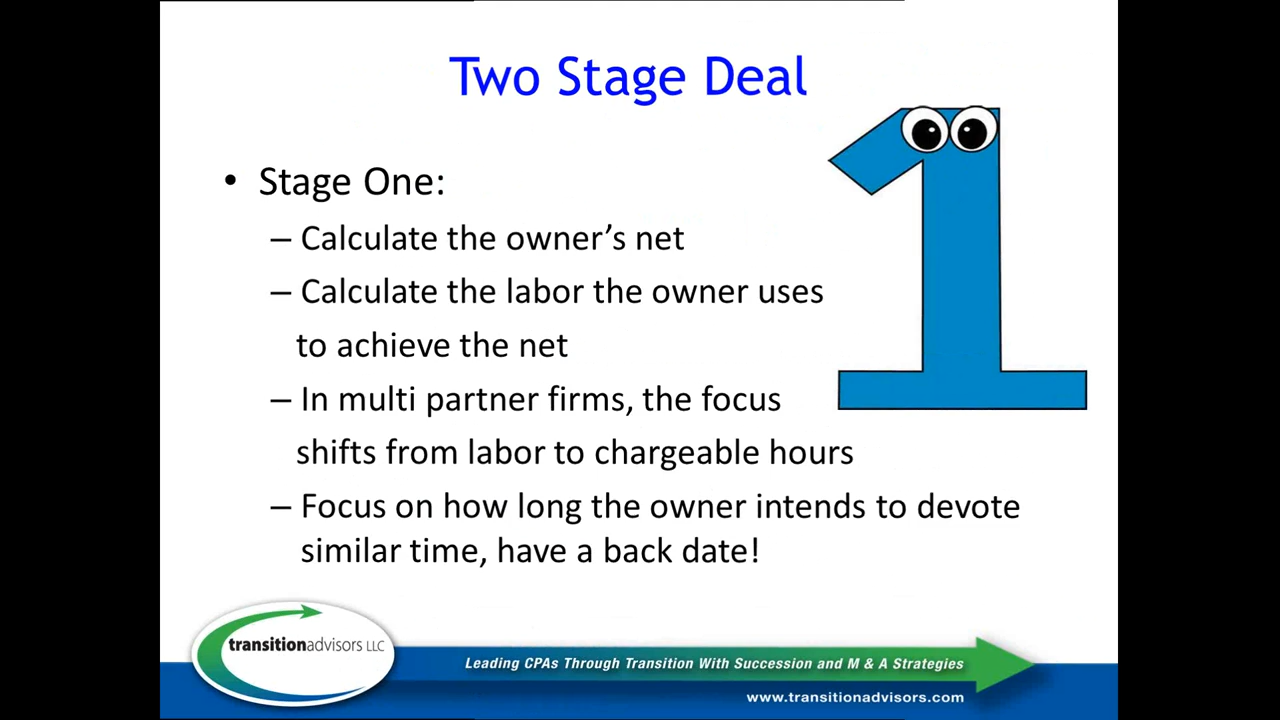 Two Stage Deal
• Stage One:
– Calculate the owner’s net
– Calculate the labor the owner uses
to achieve the net
– In multi partner firms, the focus
shifts from labor to chargeable hours
– Focus on how long the owner intends to devote
similar time, have a back date!
transitionadvisors LLC
Leading CPAs Through Transition With Succession and M & A Strategies
www.transitionadvisors.com